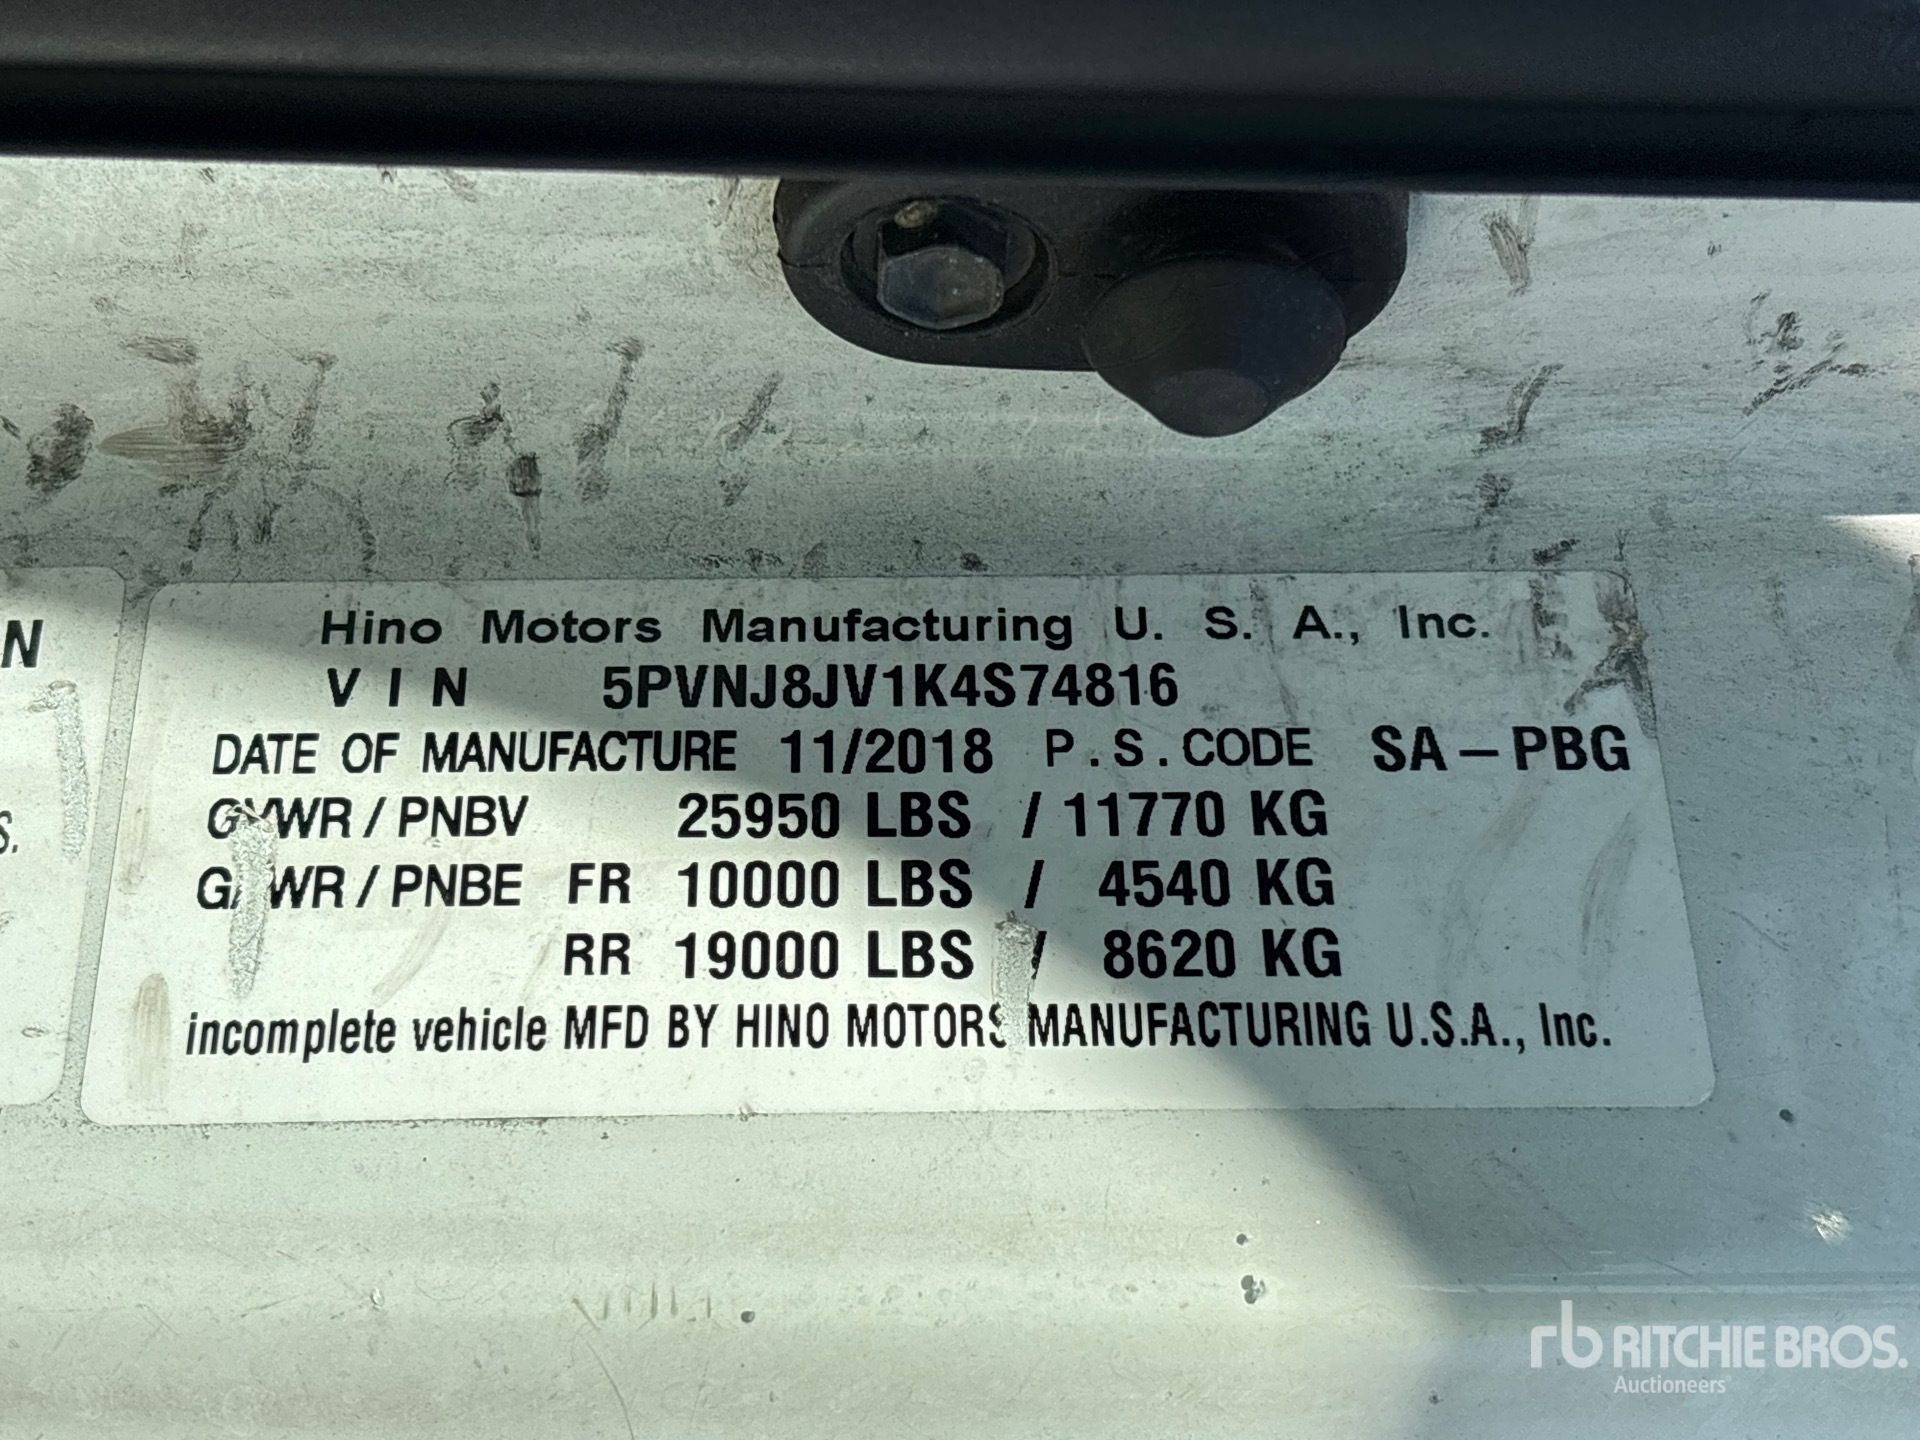 N
S.
Hino Motors Manufacturing U. S. A., Inc.
VIN 5PVNJ8JV1K4S74816
DATE OF MANUFACTURE 11/2018 P.S.CODE SA-PBG
GVWR / PNBV 25950 LBS / 11770 KG
GAWR / PNBE FR 10000 LBS / 4540 KG
RR 19000 LBS / 8620 KG
incomplete vehicle MFD BY HINO MOTORS MANUFACTURING U.S.A., Inc.
rb RITCHIE BROS.
Auctioneers